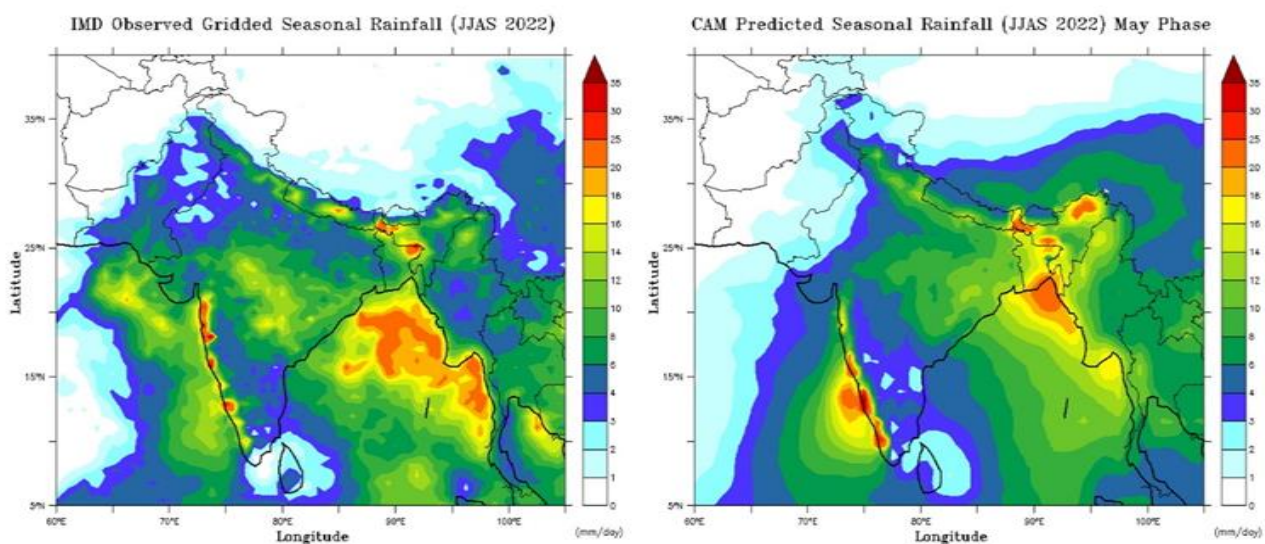 IMD Observed Gridded Seasonal Rainfall (JJAS 2022)
35°N
25°N
15°N
5°N
Latitude
60°E 70°E 80°E 90°E 100°E
Longitude
35
30
25
20
18
16
14
12
10
8
4
3
2
1
0
(mm/day)
CAM Predicted Seasonal Rainfall (JJAS 2022) May Phase
35°N
25°N
15°N
5°N
Latitude
60°E 70°E 80°E 90°E 100°E
Longitude
35
30
25
20
18
16
14
12
10
8
4
3
2
1
0
(mm/day)